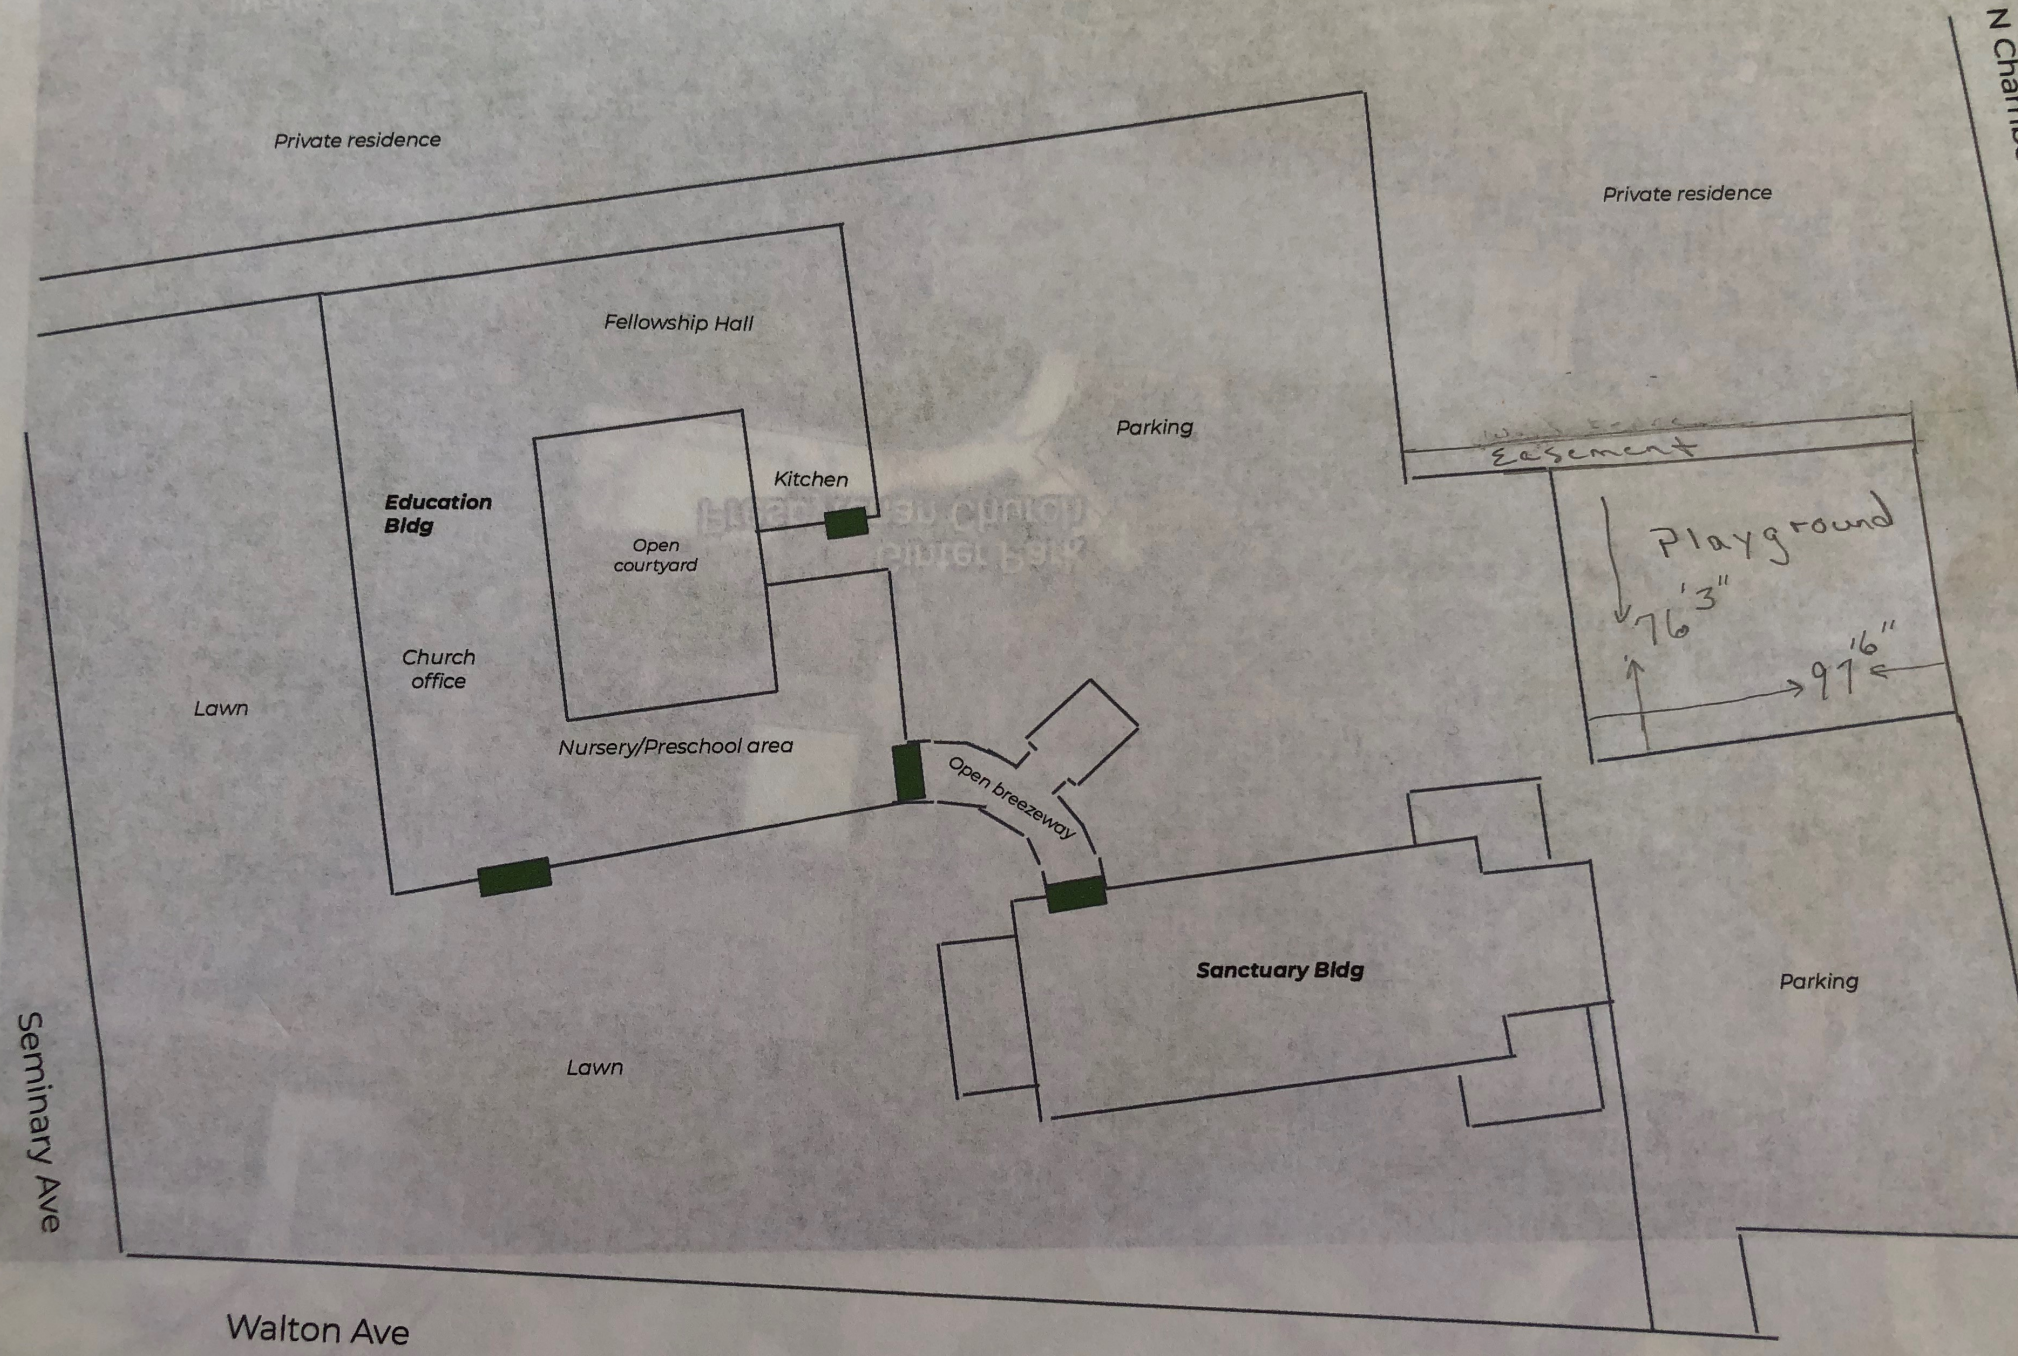 N Chambe
Private residence
Private residence
Fellowship Hall
Parking
Easement
Kitchen
Education
Bldg
Playground
Open
courtyard
76'3"
Church
office
97'6"
Lawn
Nursery/Preschool area
Open breezeway
Sanctuary Bldg
Parking
Lawn
Seminary Ave
Walton Ave